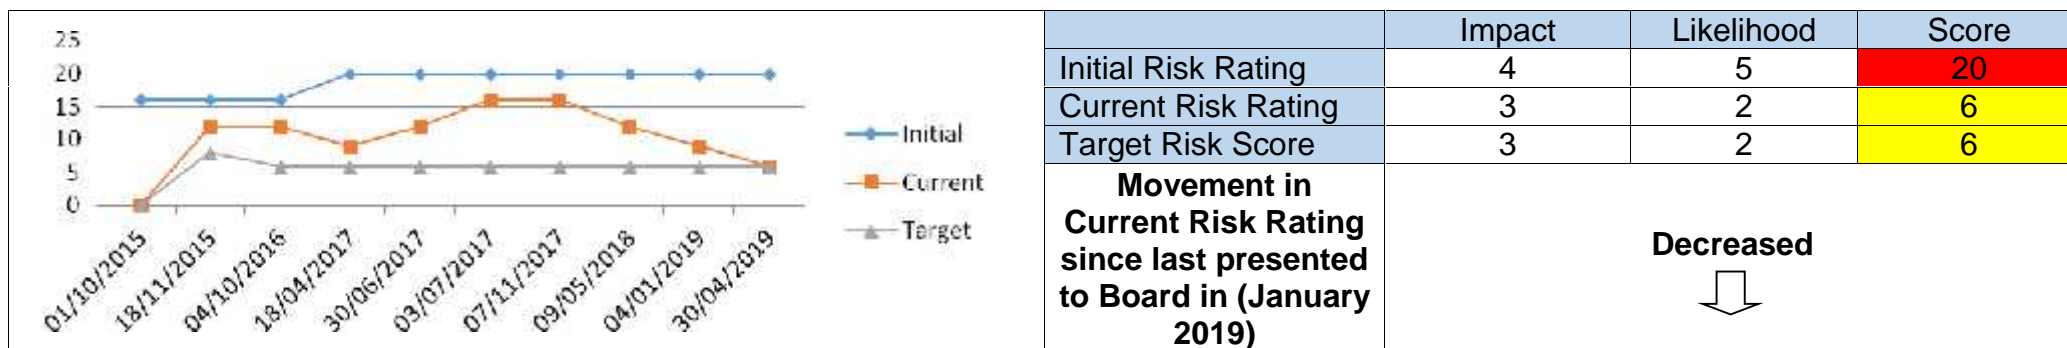 25
20
15
10
5
0
01/10/2015
18/11/2015
04/10/2016
18/04/2017
30/06/2017
03/07/2017
07/11/2017
09/05/2018
04/01/2019
30/04/2019
Initial
Current
Target
Impact Likelihood Score
Initial Risk Rating 4 5 20
Current Risk Rating 3 2 6
Target Risk Score 3 2 6
Movement in
Current Risk Rating
since last presented
to Board in (January
2019)
Decreased